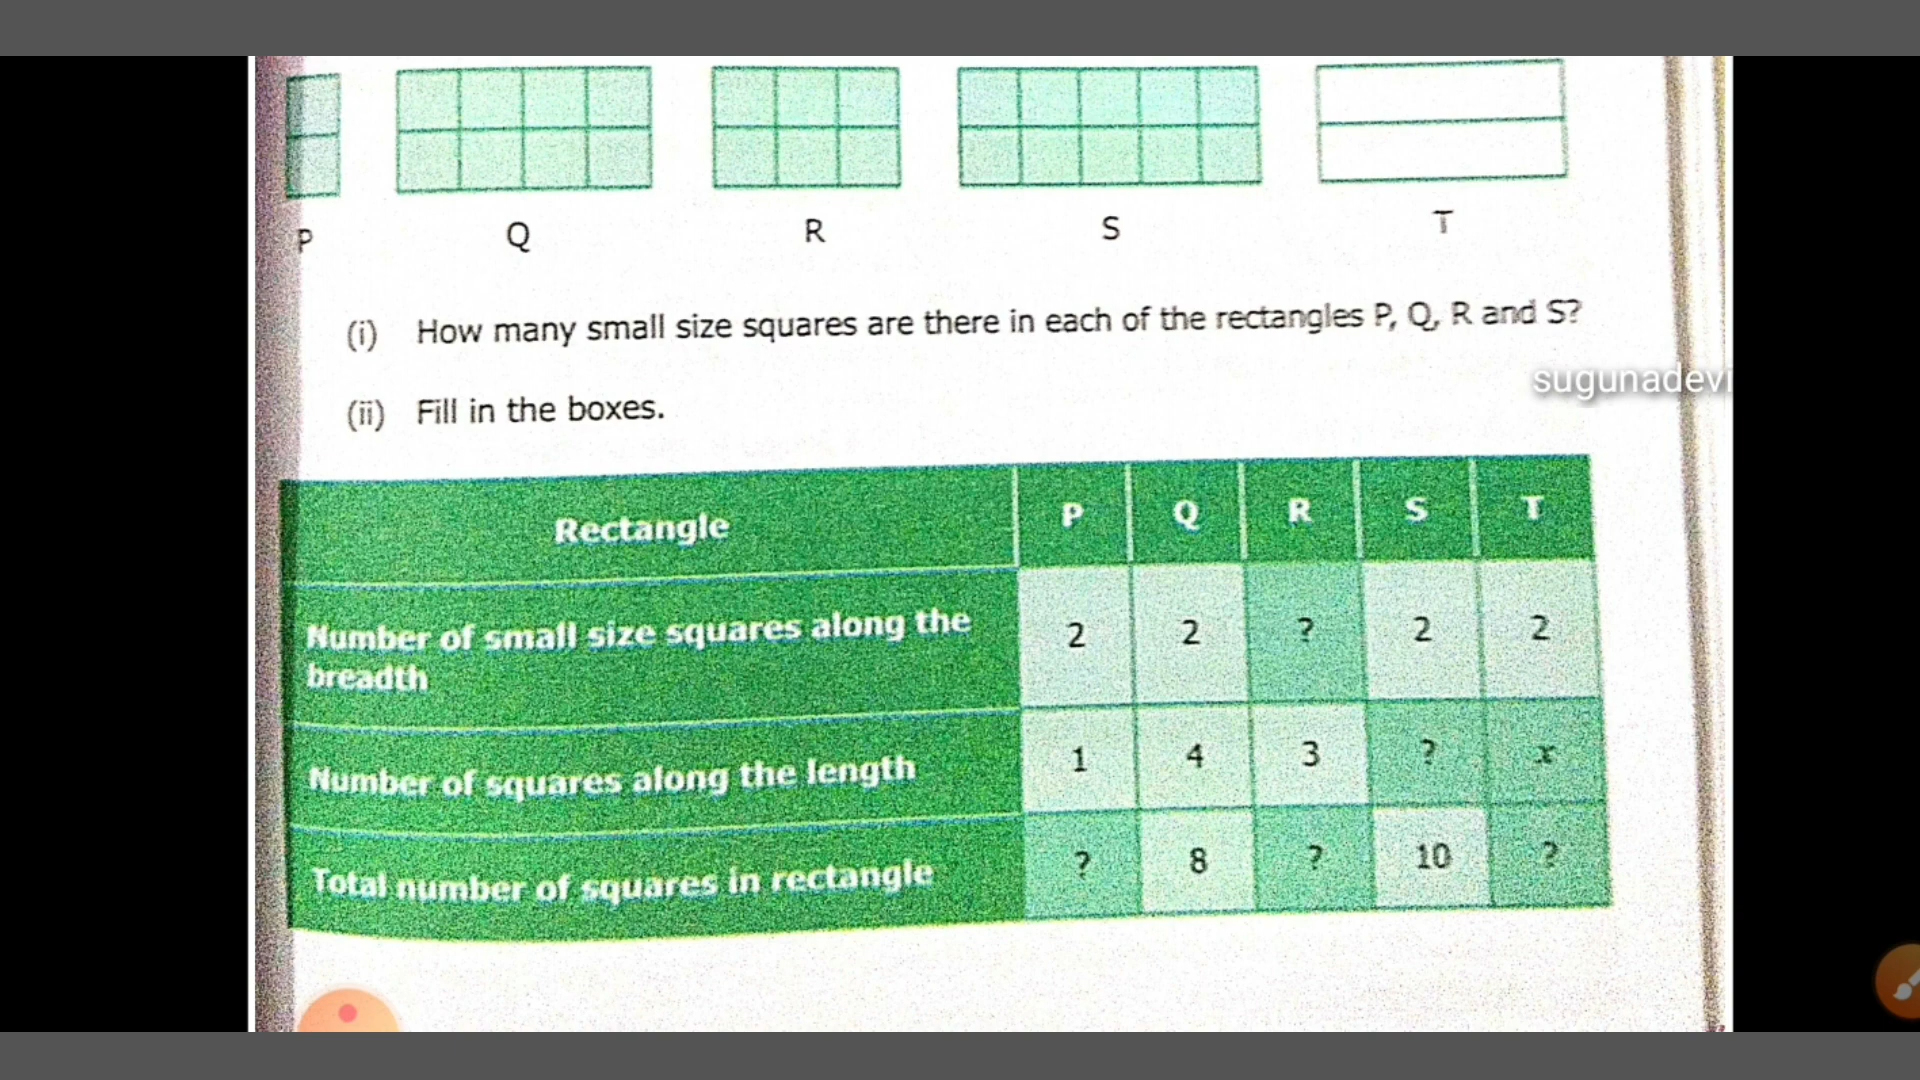 P Q R S T
(i) How many small size squares are there in each of the rectangles P, Q, R and S?
sugunadevi
(ii) Fill in the boxes.
Rectangle P Q R S T
Number of small size squares along the
breadth 2 2 ? 2 2
Number of squares along the length 1 4 3 ? x
Total number of squares in rectangle ? 8 ? 10 ?